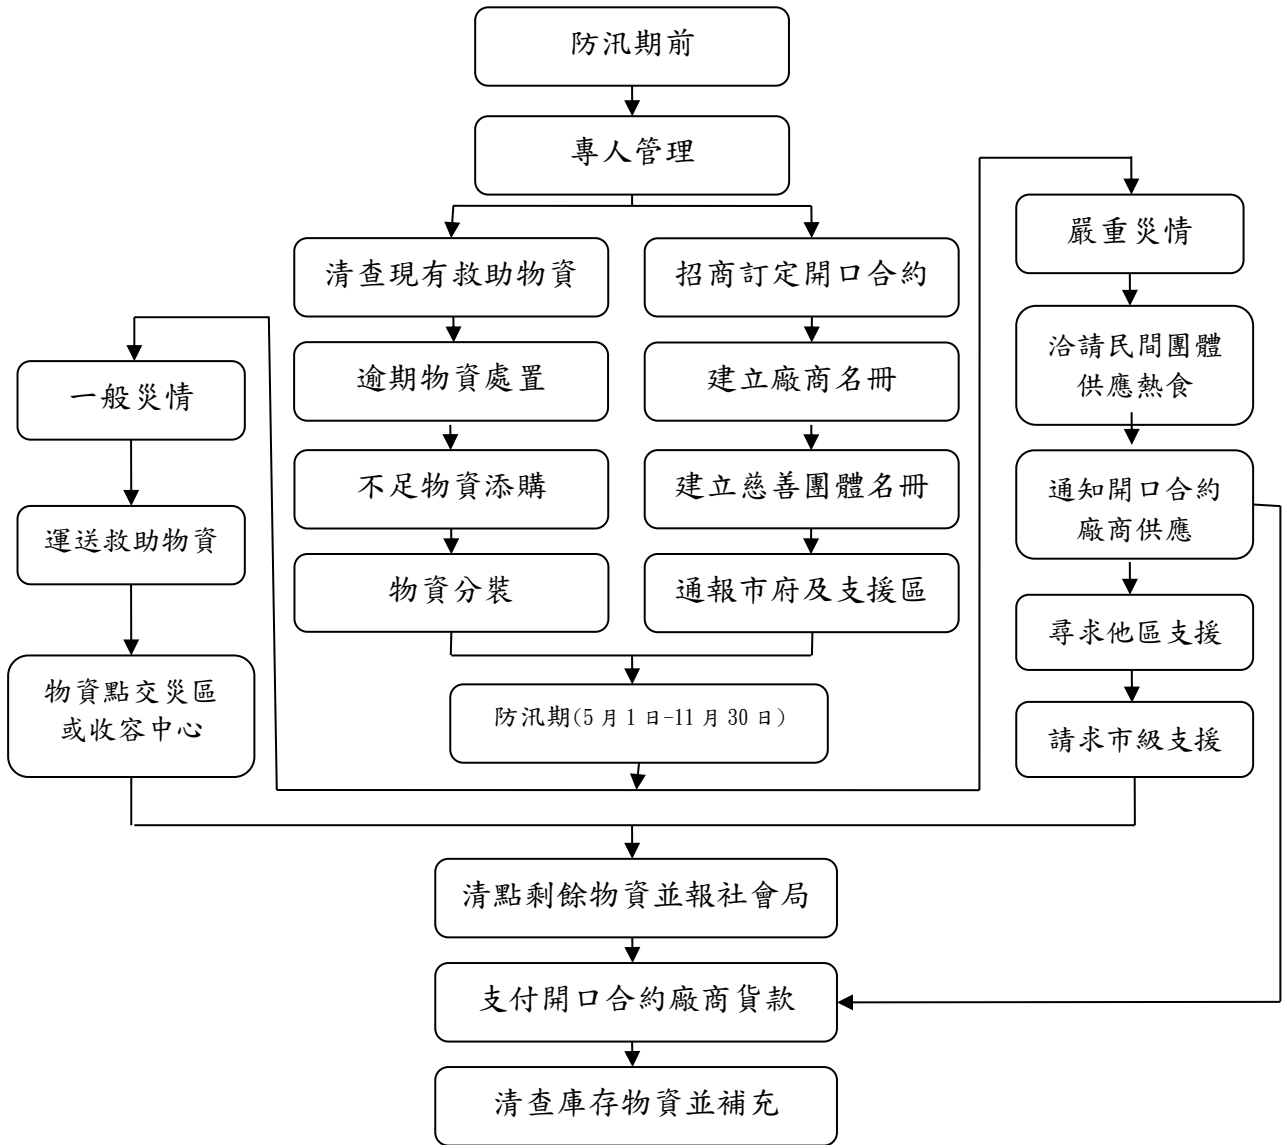 防汛期前
專人管理
清查現有救助物資
逾期物資處置
不足物資添購
物資分裝
招商訂定開口合約
建立廠商名冊
建立慈善團體名冊
通報市府及支援區
防汛期(5月1日-11月30日)
一般災情
運送救助物資
物資點交災區
或收容中心
嚴重災情
洽請民間團體
供應熱食
通知開口合約
廠商供應
尋求他區支援
請求市級支援
清點剩餘物資並報社會局
支付開口合約廠商貨款
清查庫存物資並補充